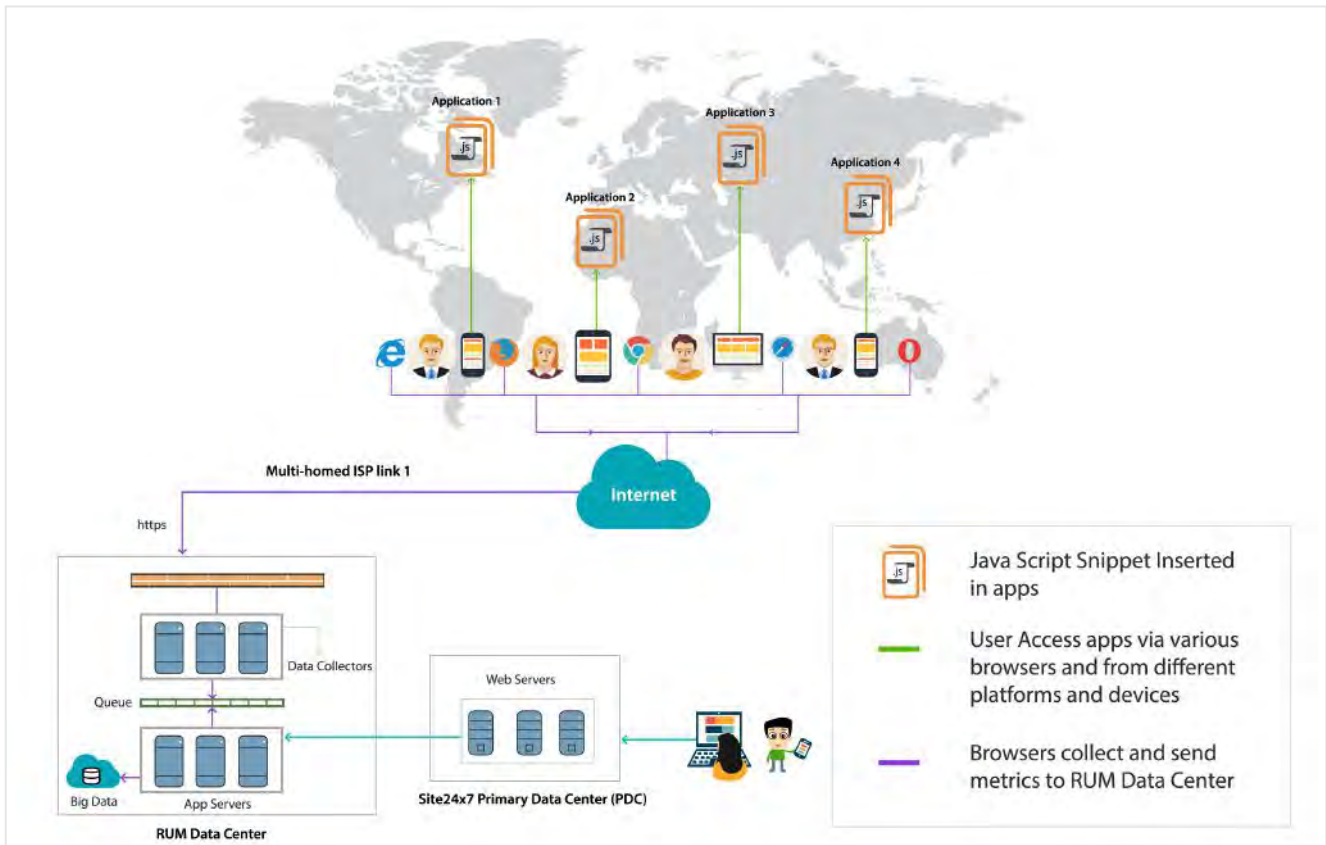 Application 1
Application 3
Application 4
Application 2
.js
.js
.js
.js
Multi-homed ISP link 1
Internet
https
Data Collectors
Queue
Web Servers
Big Data
App Servers
Site24x7 Primary Data Center (PDC)
RUM Data Center
.js
Java Script Snippet Inserted
in apps
User Access apps via various
browsers and from different
platforms and devices
Browsers collect and send
metrics to RUM Data Center